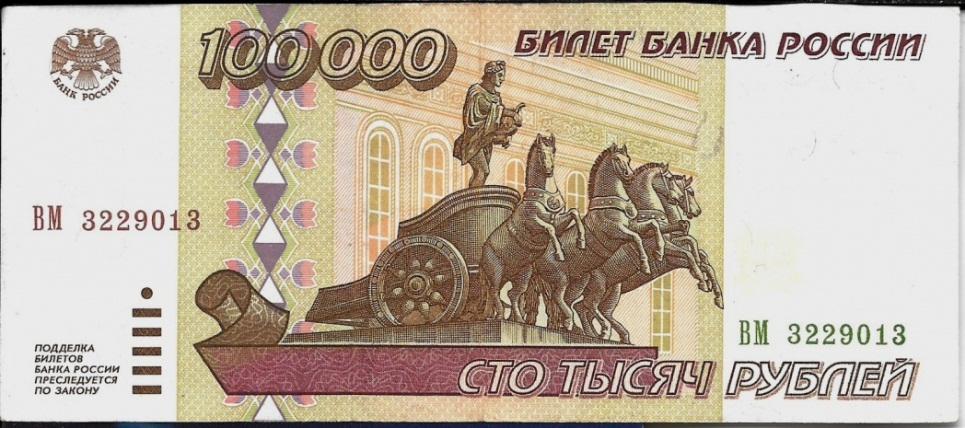 100 000
БИЛЕТ БАНКА РОССИИ
БАНК РОССИИ
ВМ 3229013
ВМ 3229013
ПОДДЕЛКА
БИЛЕТОВ
БАНКА РОССИИ
ПРЕСЛЕДУЕТСЯ
ПО ЗАКОНУ
СТО ТЫСЯЧ РУБЛЕЙ